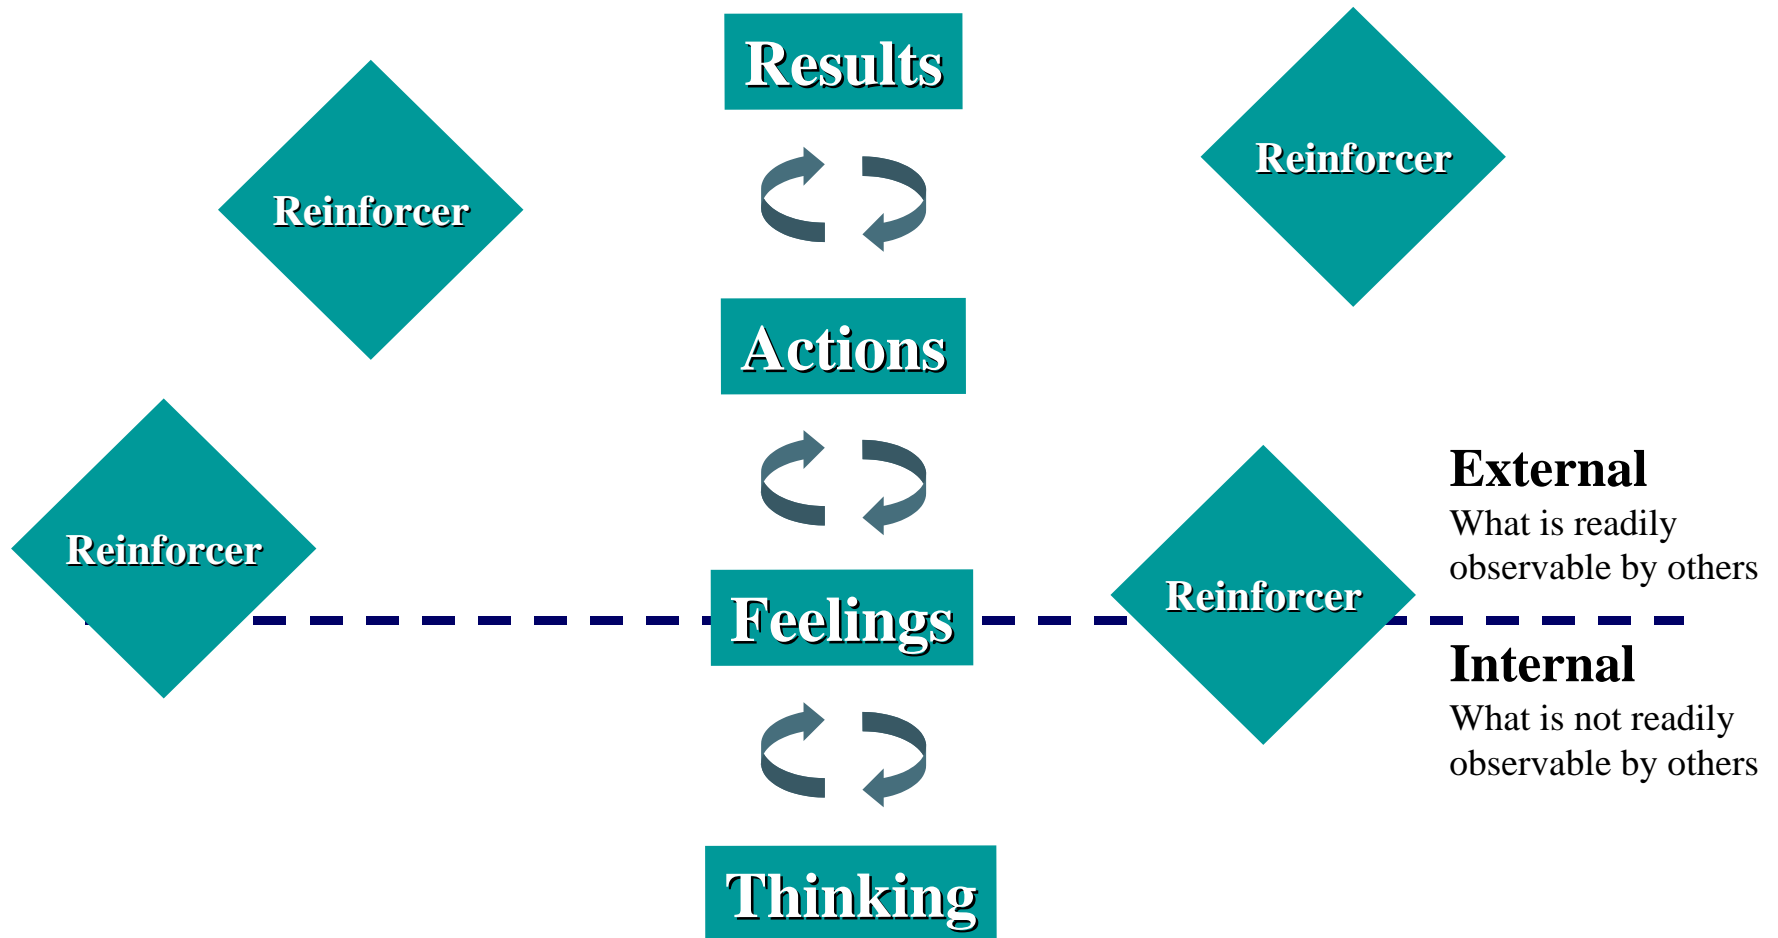 Results
Reinforcer
Reinforcer
Actions
Reinforcer
Reinforcer
External
What is readily
observable by others
Feelings
Internal
What is not readily
observable by others
Thinking